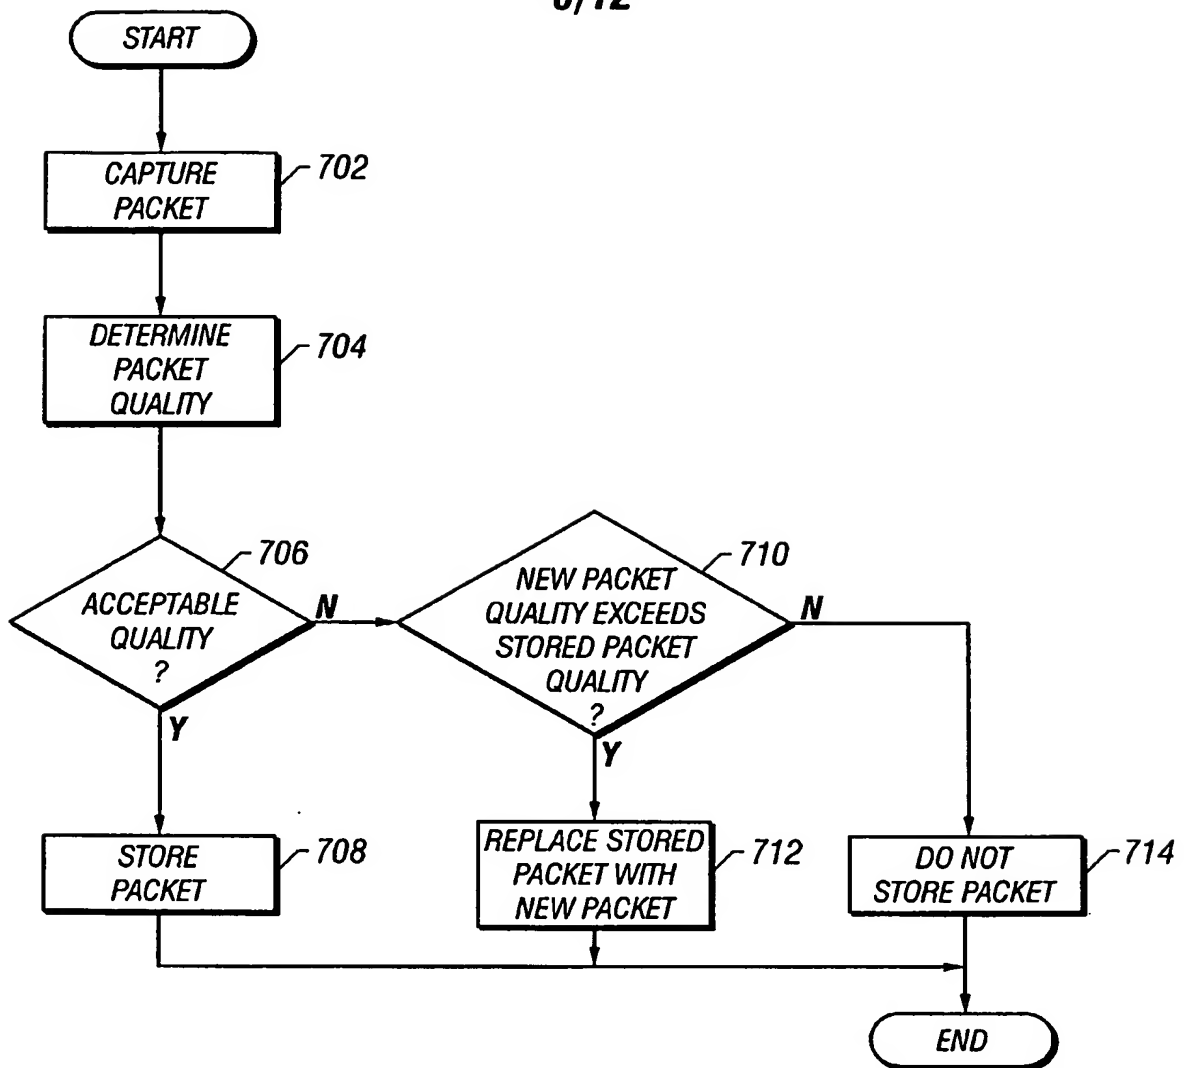 START
CAPTURE
PACKET
702
DETERMINE
PACKET
QUALITY
704
ACCEPTABLE
QUALITY
?
706
N
Y
NEW PACKET
QUALITY EXCEEDS
STORED PACKET
QUALITY
?
710
N
Y
STORE
PACKET
708
REPLACE STORED
PACKET WITH
NEW PACKET
712
DO NOT
STORE PACKET
714
END